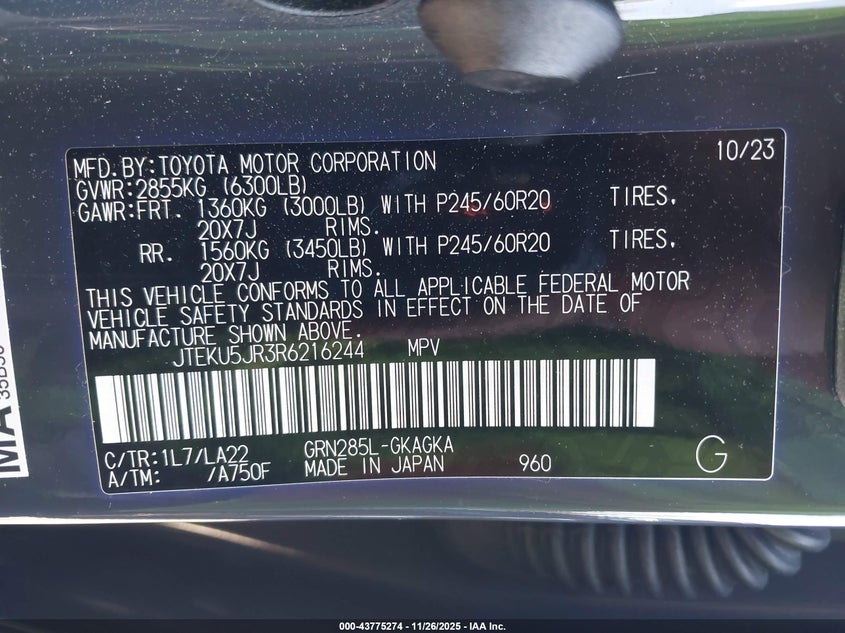 MFD. BY: TOYOTA MOTOR CORPORATION 10/23
GVWR: 2855KG (6300LB)
GAWR: FRT. 1360KG (3000LB) WITH P245/60R20 TIRES.
20X7J RIMS.
RR. 1560KG (3450LB) WITH P245/60R20 TIRES.
20X7J RIMS.
THIS VEHICLE CONFORMS TO ALL APPLICABLE FEDERAL MOTOR
VEHICLE SAFETY STANDARDS IN EFFECT ON THE DATE OF
MANUFACTURE SHOWN ABOVE.
JTEKU5JR3R6216244 MPV
C/TR: 1L7/LA22 GRN285L-GKAGKA
A/TM: /A750F MADE IN JAPAN 960 G
MA
000-43775274 - 11/26/2025 - IAA Inc.